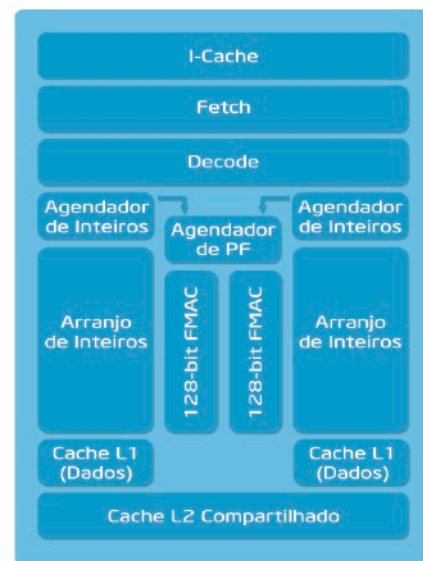 I-Cache
Fetch
Decode
Agendador
de Inteiros
Agendador
de PF
Agendador
de Inteiros
Arranjo
de Inteiros
128-bit FMAC
128-bit FMAC
Arranjo
de Inteiros
Cache L1
(Dados)
Cache L1
(Dados)
Cache L2 Compartilhado